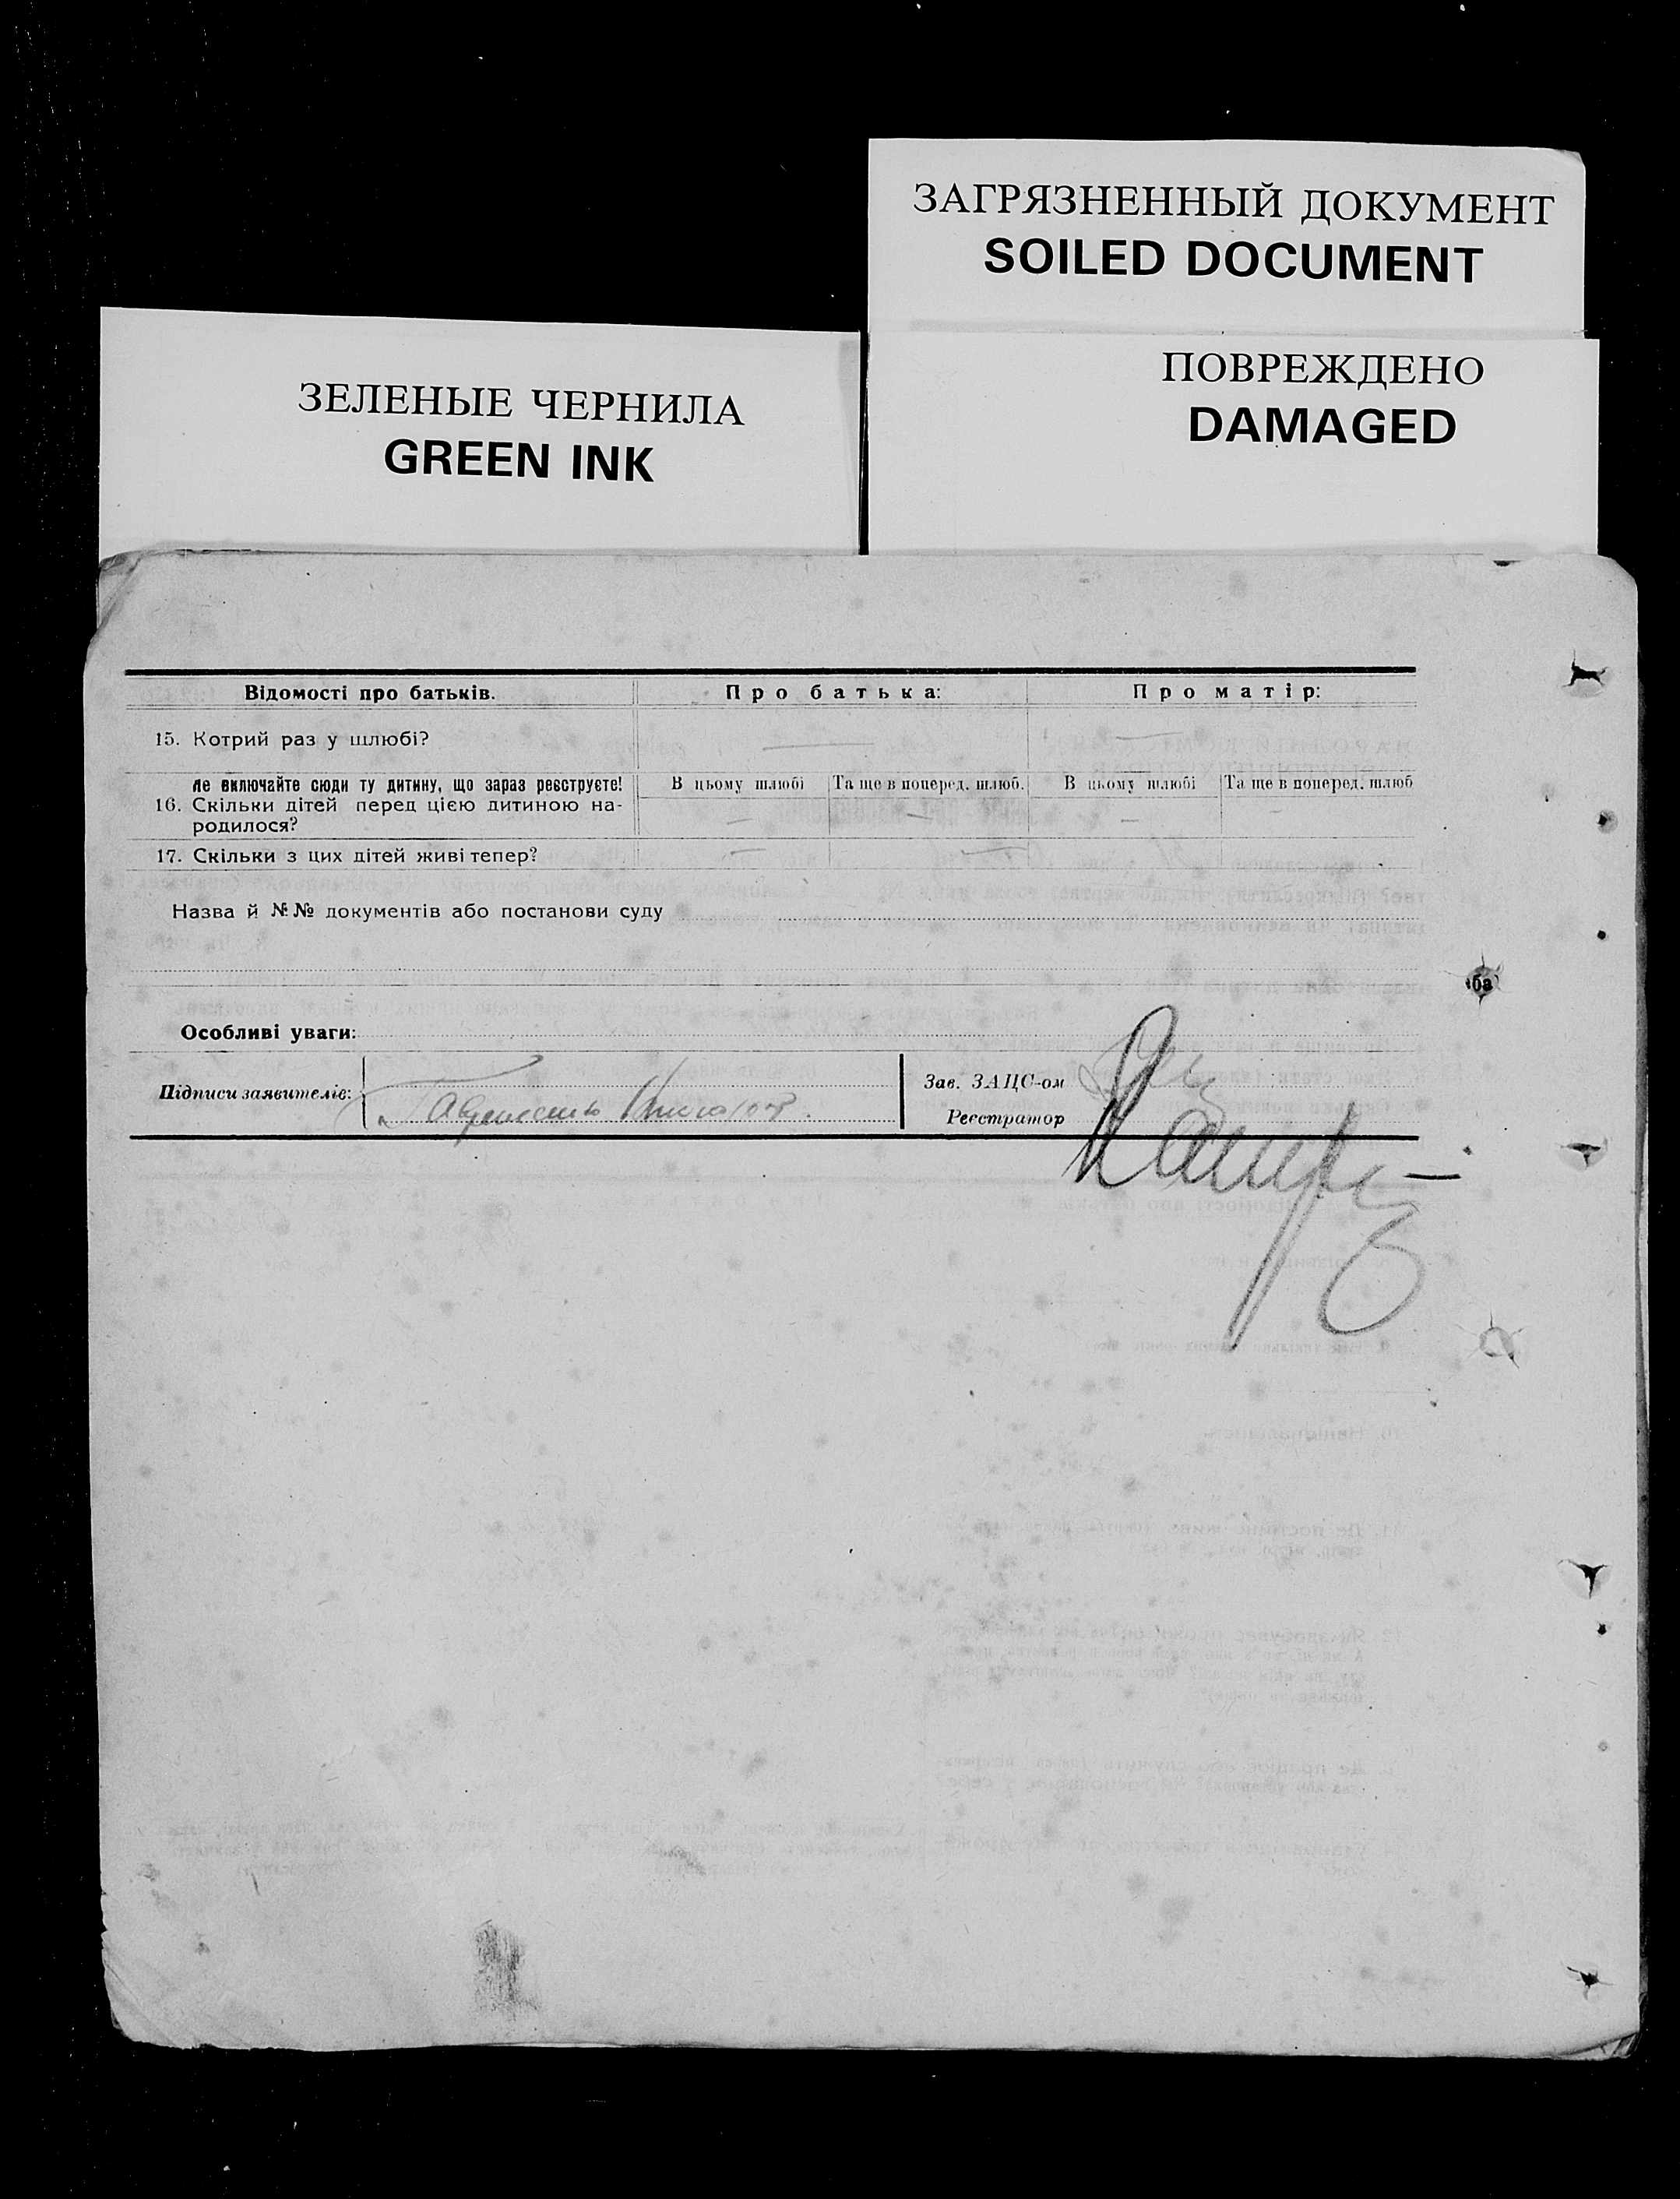 ЗАГРЯЗНЕННЫЙ ДОКУМЕНТ
SOILED DOCUMENT
ПОВРЕЖДЕНО
DAMAGED
ЗЕЛЕНЫЕ ЧЕРНИЛА
GREEN INK
Відомості про батьків. Про батька: Про матір:
15. Котрий раз у шлюбі? — —
Не включайте сюди ту дитину, що зараз реєструєте! В цьому шлюбі Та ще в поперед. шлюб. В цьому шлюбі Та ще в поперед. шлюб
16. Скільки дітей перед цією дитиною на-
родилося? — — — —
17. Скільки з цих дітей живі тепер? — —
Назва й №№ документів або постанови суду
Особливі уваги:
Підписи заявителів: Зав. ЗАЦС-ом
Реєстратор